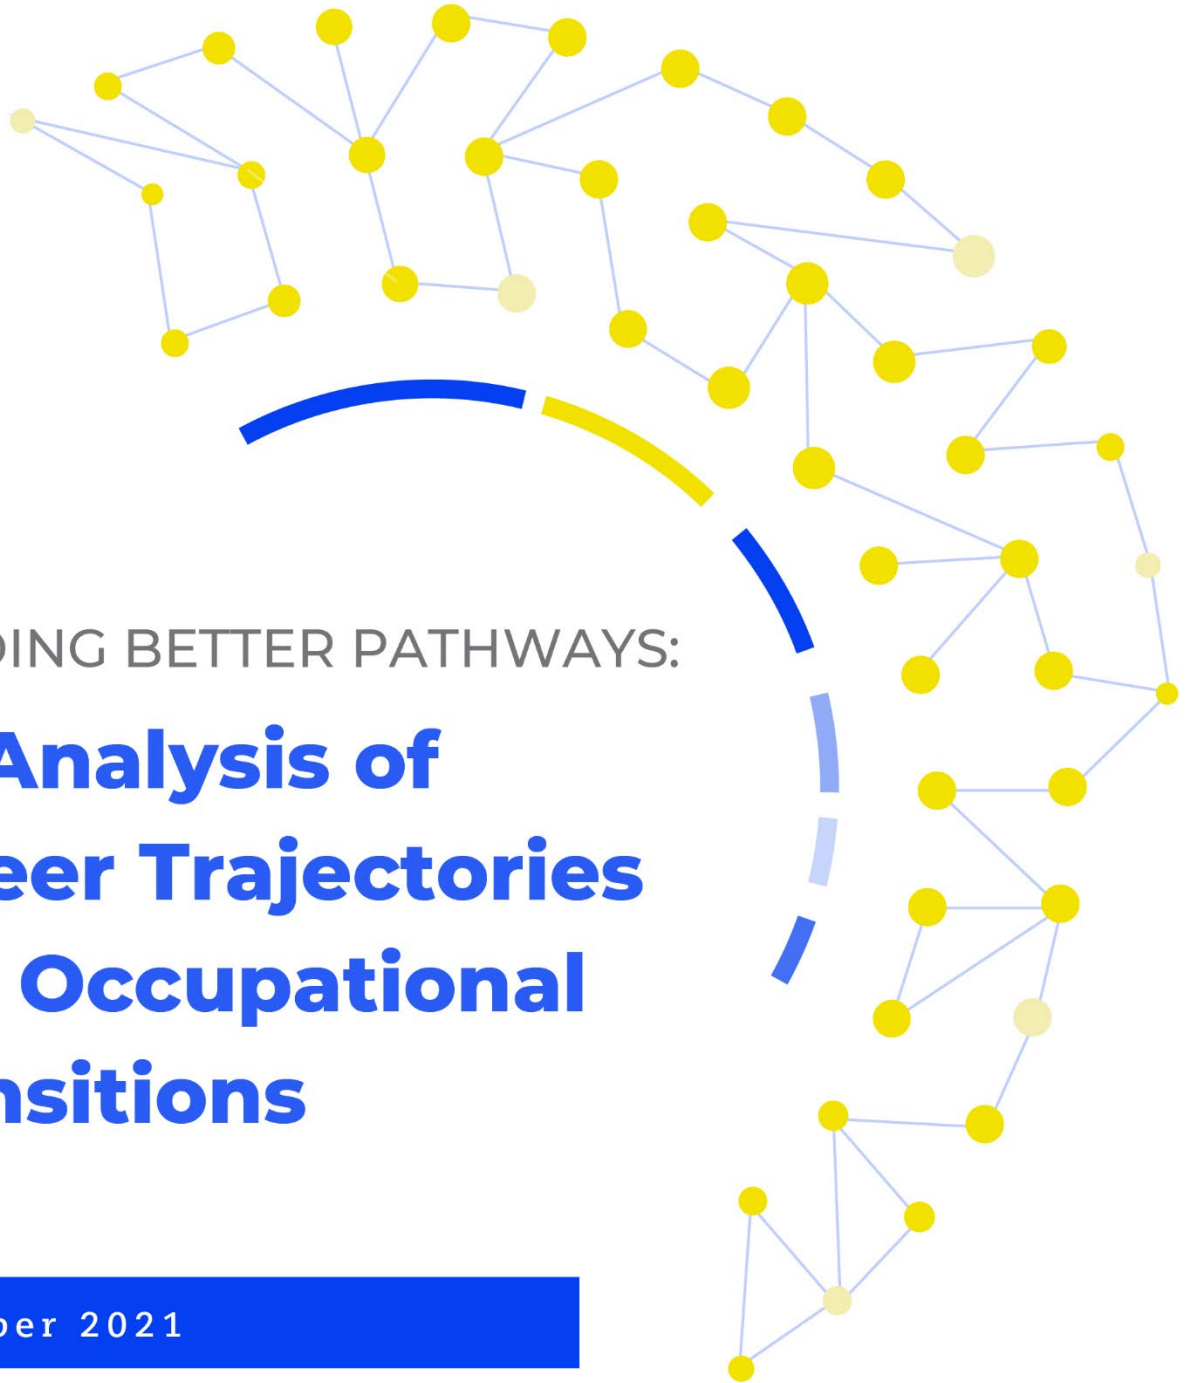 DING BETTER PATHWAYS:
Analysis of
eer Trajectories
Occupational
nsitions
ber 2021